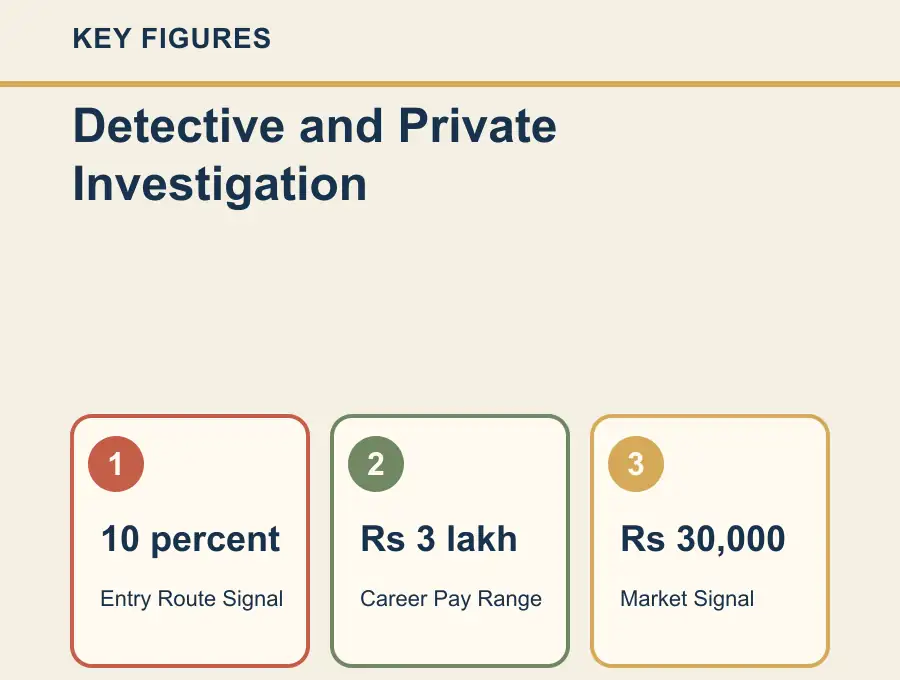 KEY FIGURES
Detective and Private
Investigation
1
10 percent
Entry Route Signal
2
Rs 3 lakh
Career Pay Range
3
Rs 30,000
Market Signal